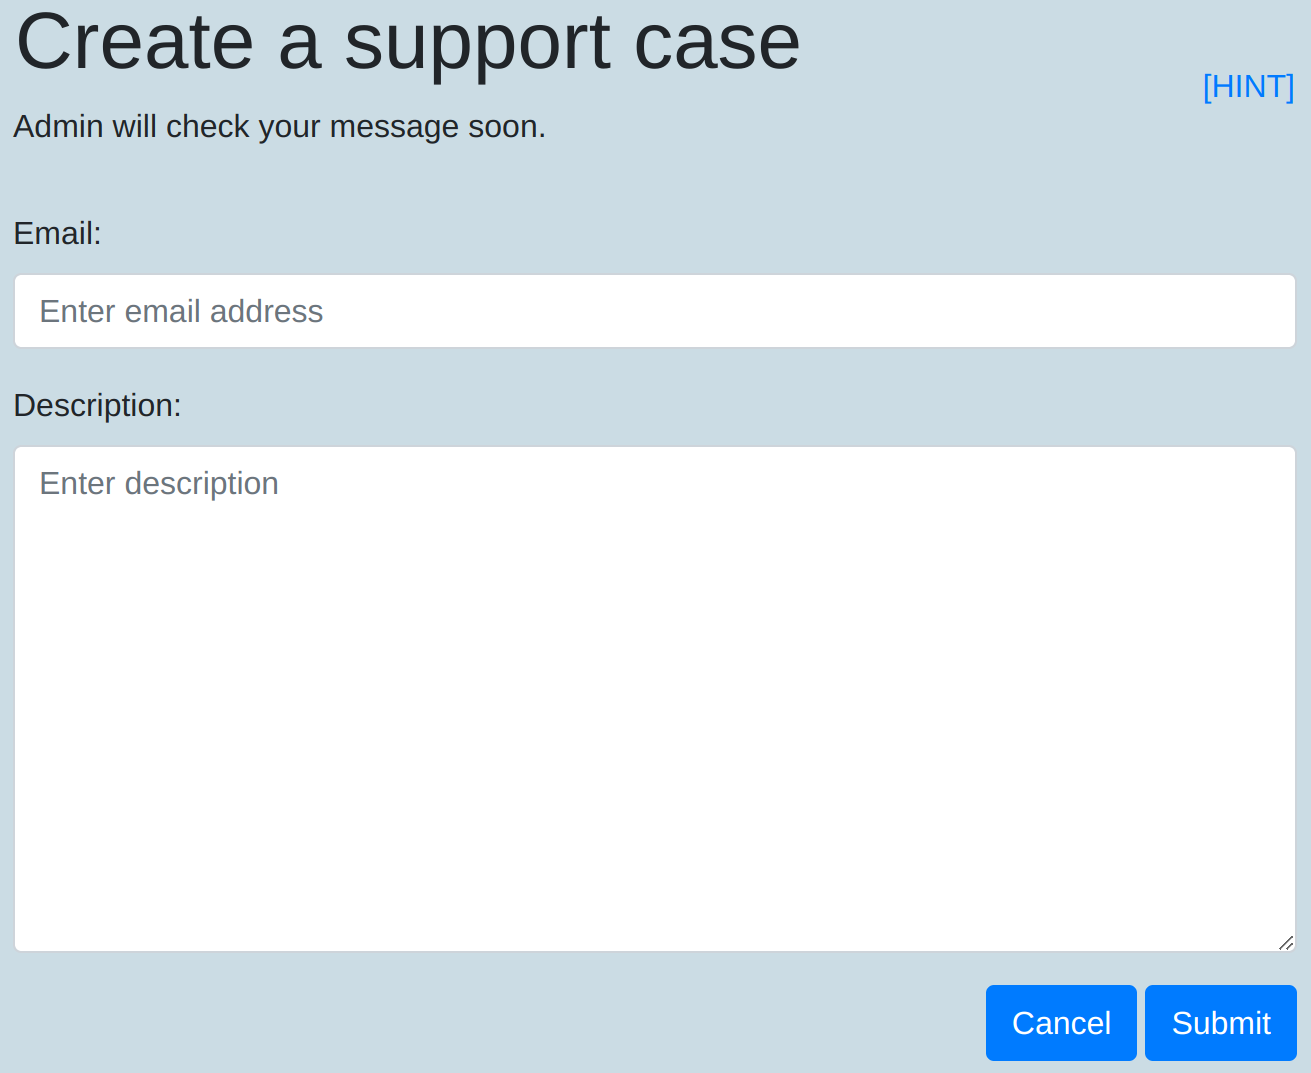 Create a support case
[HINT]
Admin will check your message soon.
Email:
Enter email address
Description:
Enter description
Cancel
Submit